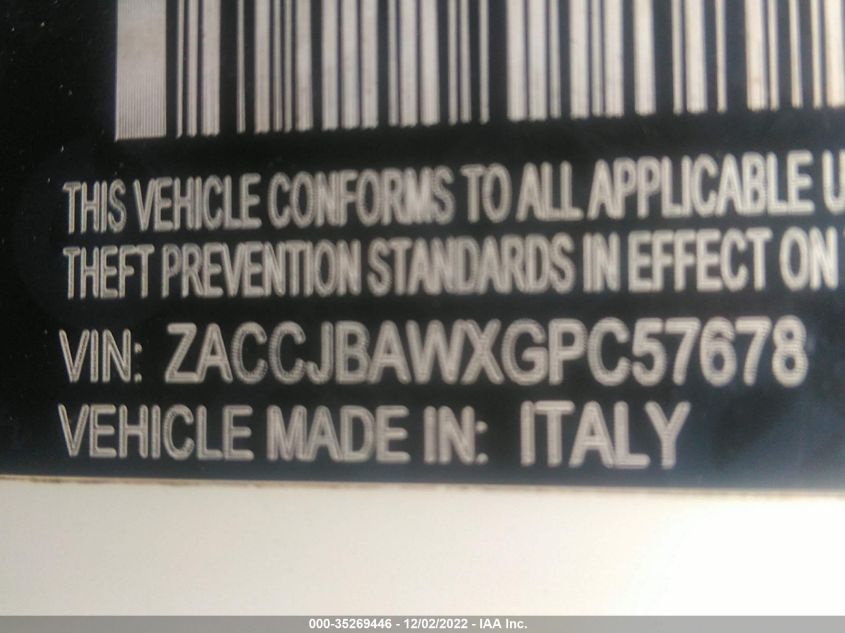 THIS VEHICLE CONFORMS TO ALL APPLICABLE U
THEFT PREVENTION STANDARDS IN EFFECT ON
VIN: ZACCJBAWXGPC57678
VEHICLE MADE IN: ITALY
000-35269446 - 12/02/2022 - IAA Inc.